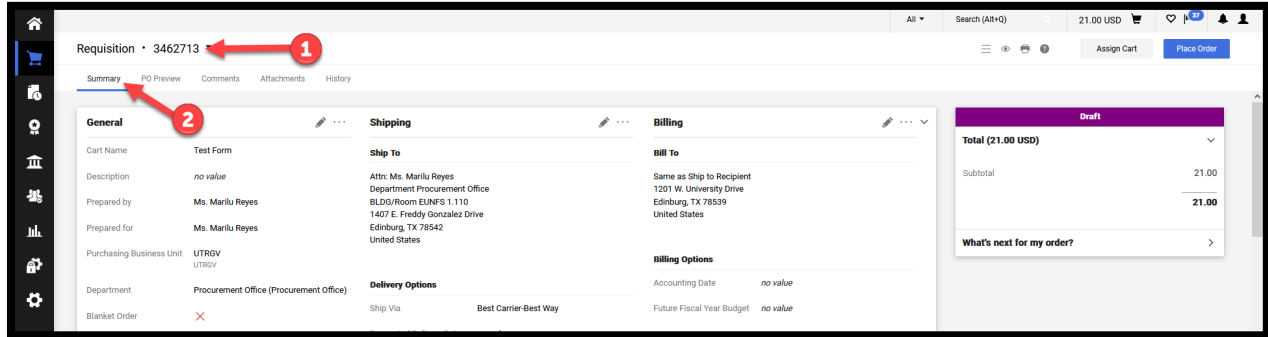 All
Search (Alt+Q)
21.00 USD
37
Requisition • 3462713
1
Assign Cart
Place Order
Summary
PO Preview
Comments
Attachments
History
2
General
Cart Name Test Form
Description no value
Prepared by Ms. Marilu Reyes
Prepared for Ms. Marilu Reyes
Purchasing Business Unit UTRGV
UTRGV
Department Procurement Office (Procurement Office)
Blanket Order
Shipping
Ship To
Attn: Ms. Marilu Reyes
Department Procurement Office
BLDG/Room EUNFS 1.110
1407 E. Freddy Gonzalez Drive
Edinburg, TX 78542
United States
Delivery Options
Ship Via Best Carrier-Best Way
Billing
Bill To
Same as Ship to Recipient
1201 W. University Drive
Edinburg, TX 78539
United States
Billing Options
Accounting Date no value
Future Fiscal Year Budget no value
Draft
Total (21.00 USD)
Subtotal 21.00
21.00
What's next for my order?